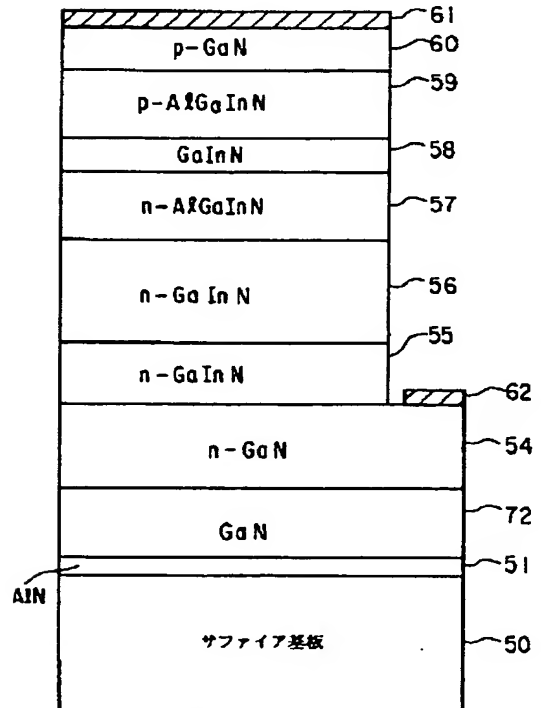 61
p-GaN
60
59
p-AlGaInN
GaInN
58
n-AlGaInN
57
n-GaInN
56
55
n-GaInN
62
n-GaN
54
72
GaN
51
AlN
サファイア基板
50